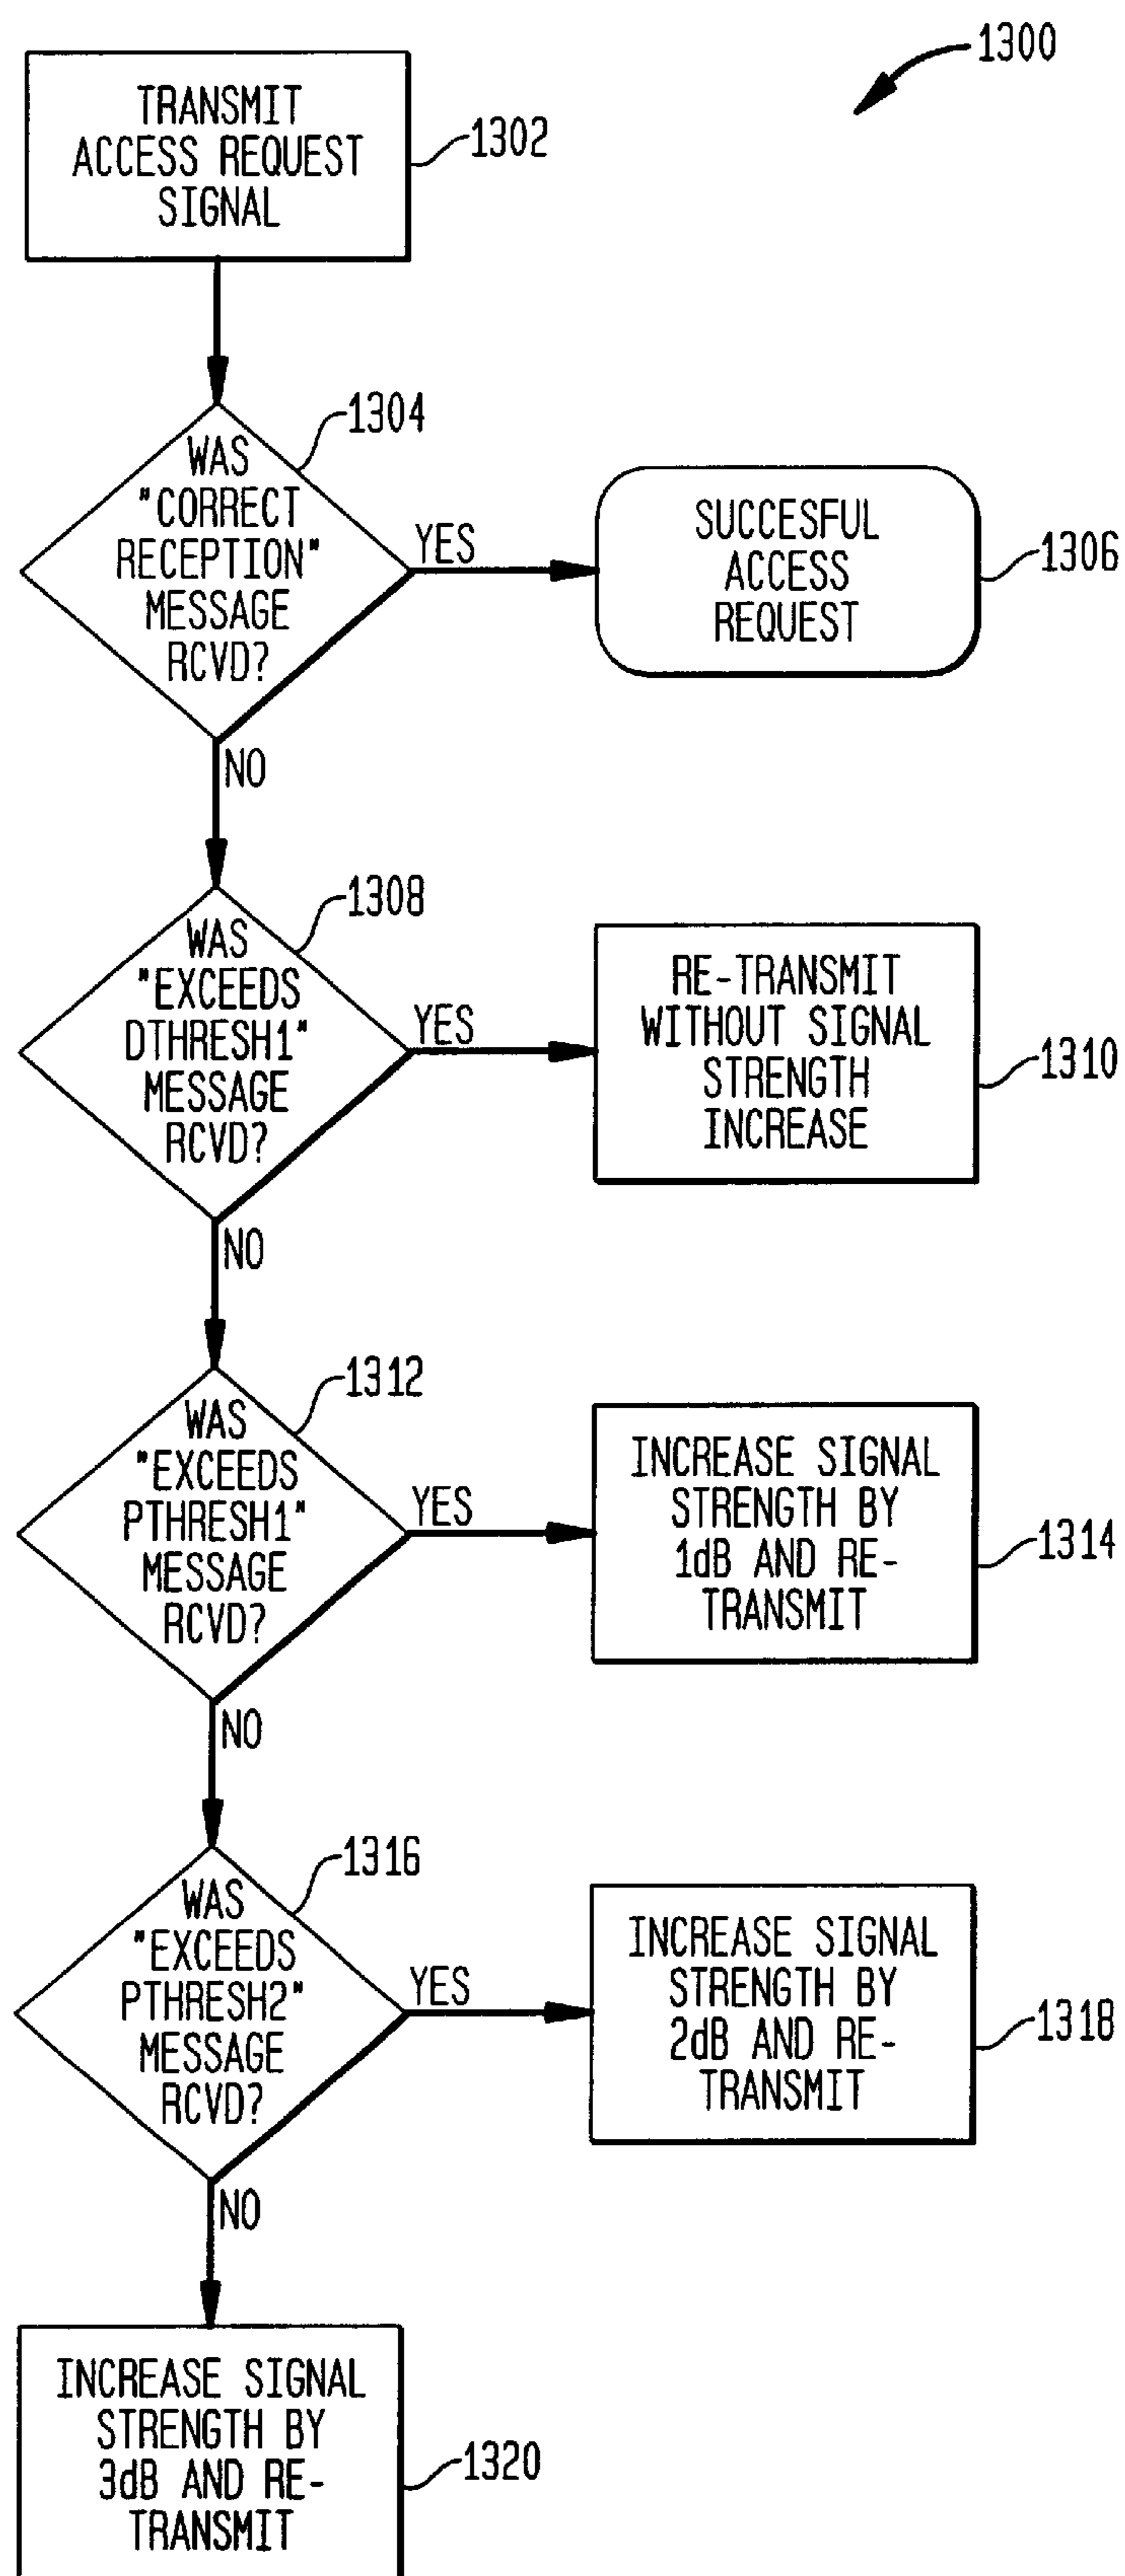 1300
TRANSMIT
ACCESS REQUEST
SIGNAL
1302
1304
WAS
"CORRECT
RECEPTION"
MESSAGE
RCVD?
YES
SUCCESFUL
ACCESS
REQUEST
1306
NO
1308
WAS
"EXCEEDS
DTHRESH1"
MESSAGE
RCVD?
YES
RE-TRANSMIT
WITHOUT SIGNAL
STRENGTH
INCREASE
1310
NO
1312
WAS
"EXCEEDS
PTHRESH1"
MESSAGE
RCVD?
YES
INCREASE SIGNAL
STRENGTH BY
1dB AND RE-
TRANSMIT
1314
NO
1316
WAS
"EXCEEDS
PTHRESH2"
MESSAGE
RCVD?
YES
INCREASE SIGNAL
STRENGTH BY
2dB AND RE-
TRANSMIT
1318
NO
INCREASE SIGNAL
STRENGTH BY
3dB AND RE-
TRANSMIT
1320